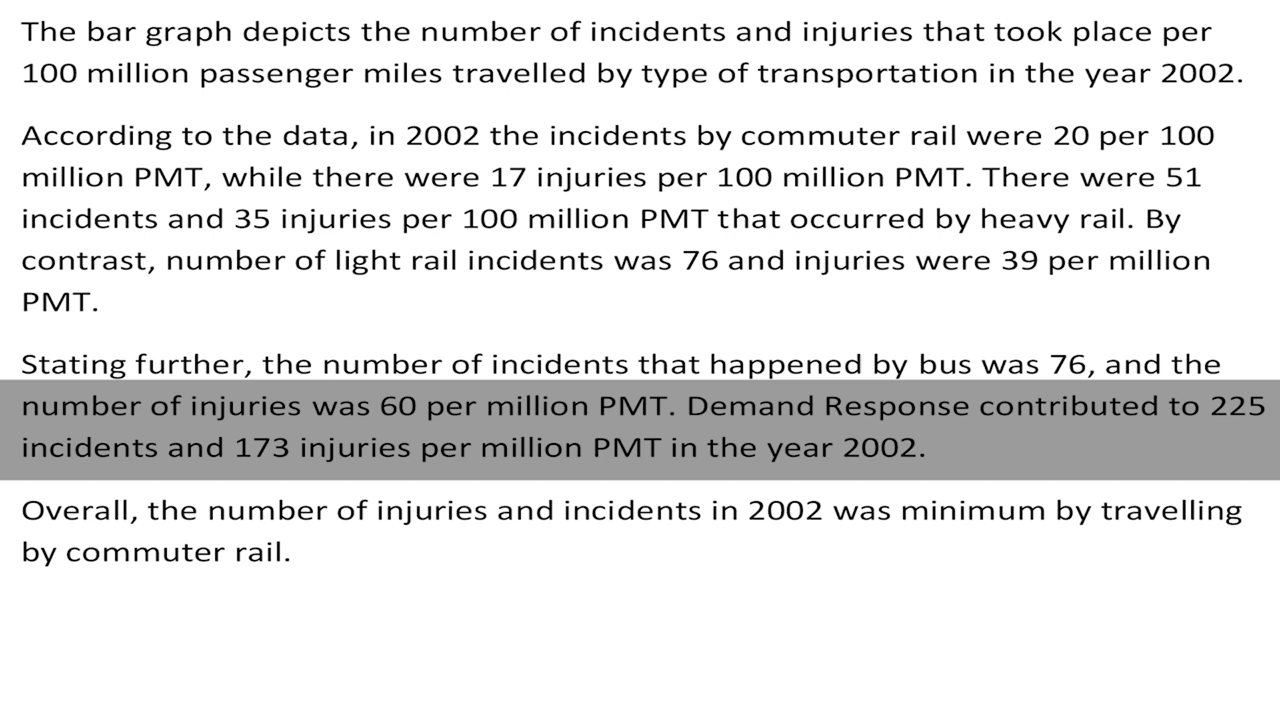 The bar graph depicts the number of incidents and injuries that took place per
100 million passenger miles travelled by type of transportation in the year 2002.
According to the data, in 2002 the incidents by commuter rail were 20 per 100
million PMT, while there were 17 injuries per 100 million PMT. There were 51
incidents and 35 injuries per 100 million PMT that occurred by heavy rail. By
contrast, number of light rail incidents was 76 and injuries were 39 per million
PMT.
Stating further, the number of incidents that happened by bus was 76, and the
number of injuries was 60 per million PMT. Demand Response contributed to 225
incidents and 173 injuries per million PMT in the year 2002.
Overall, the number of injuries and incidents in 2002 was minimum by travelling
by commuter rail.